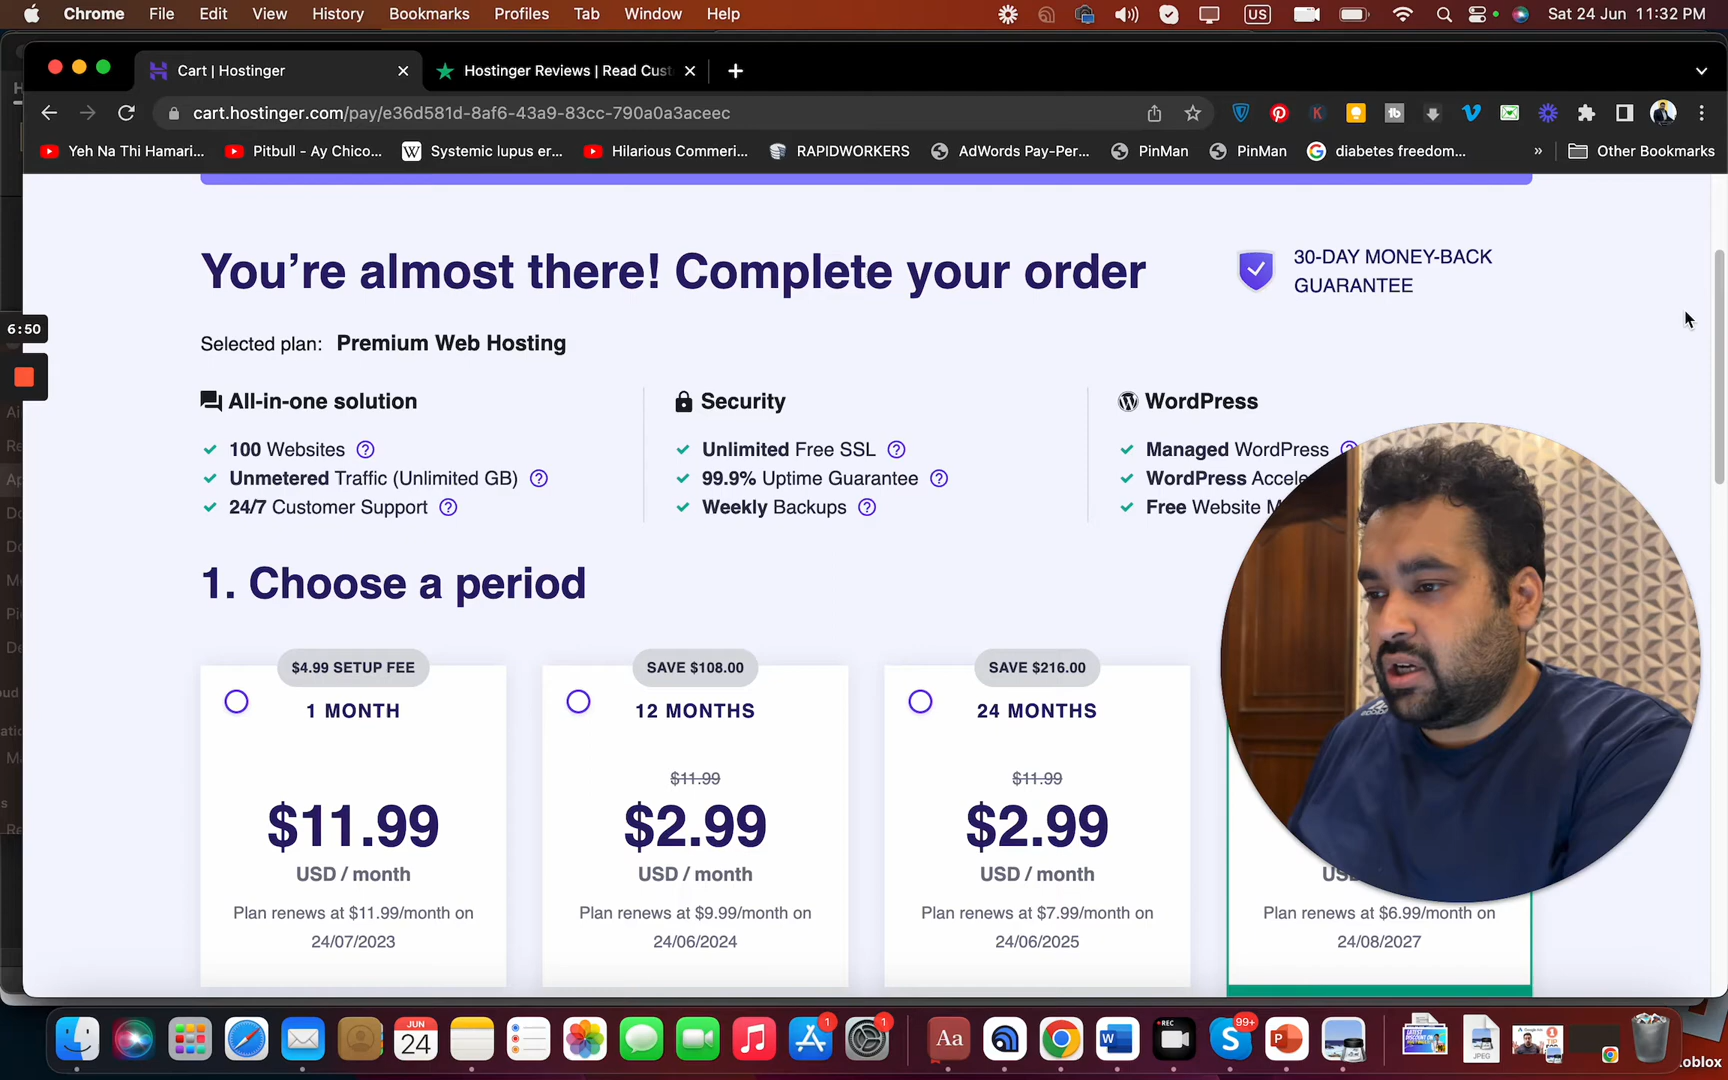 Chrome File Edit View History Bookmarks Profiles Tab Window Help US Sat 24 Jun 11:32 PM
Cart | Hostinger Hostinger Reviews | Read Cust
cart.hostinger.com/pay/e36d581d-8af6-43a9-83cc-790a0a3aceec
Yeh Na Thi Hamari... Pitbull - Ay Chico... Systemic lupus er... Hilarious Commeri... RAPIDWORKERS AdWords Pay-Per... PinMan PinMan diabetes freedom... » Other Bookmarks
You're almost there! Complete your order
30-DAY MONEY-BACK
GUARANTEE
6:50
Selected plan: Premium Web Hosting
All-in-one solution
100 Websites
Unmetered Traffic (Unlimited GB)
24/7 Customer Support
Security
Unlimited Free SSL
99.9% Uptime Guarantee
Weekly Backups
WordPress
Managed WordPress
WordPress Accele
Free Website M
1. Choose a period
$4.99 SETUP FEE
1 MONTH
$11.99
USD / month
Plan renews at $11.99/month on
24/07/2023
SAVE $108.00
12 MONTHS
$11.99
$2.99
USD / month
Plan renews at $9.99/month on
24/06/2024
SAVE $216.00
24 MONTHS
$11.99
$2.99
USD / month
Plan renews at $7.99/month on
24/06/2025
US
Plan renews at $6.99/month on
24/08/2027
JUN
24
1
1
Aa
REC
99+
JPEG
oblox